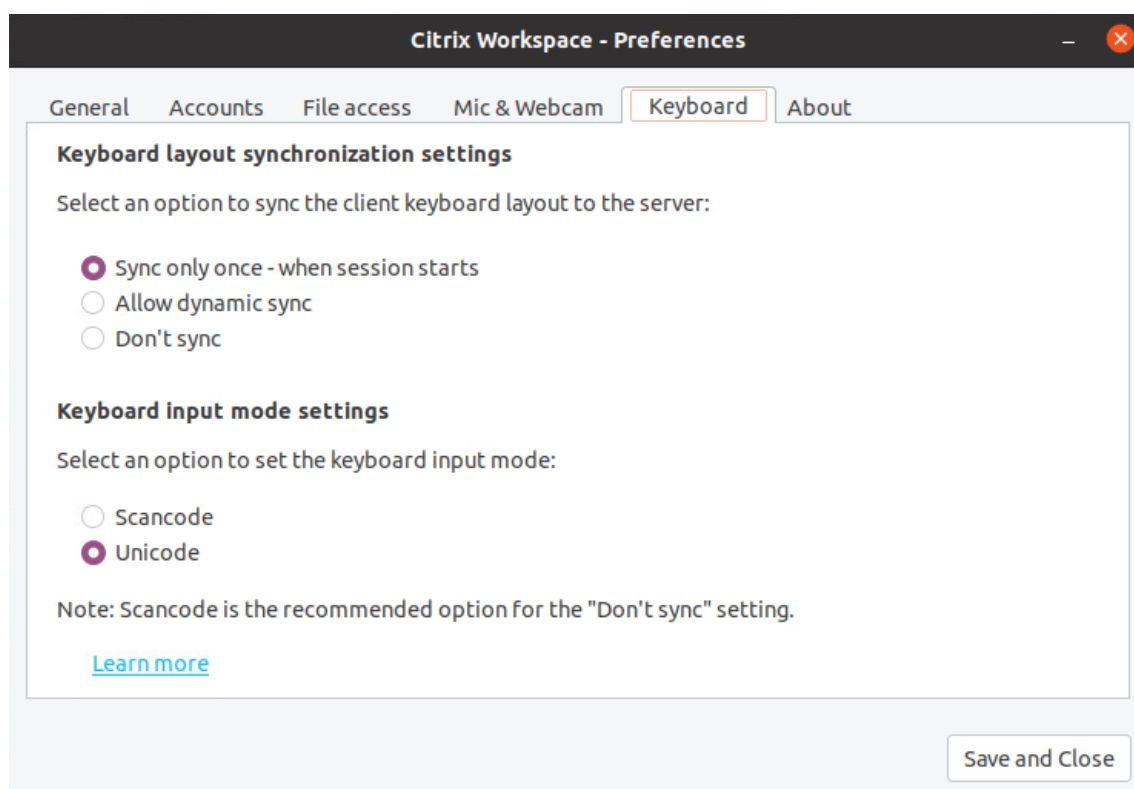 Citrix Workspace - Preferences
General Accounts File access Mic & Webcam Keyboard About
Keyboard layout synchronization settings
Select an option to sync the client keyboard layout to the server:
Sync only once - when session starts
Allow dynamic sync
Don't sync
Keyboard input mode settings
Select an option to set the keyboard input mode:
Scancode
Unicode
Note: Scancode is the recommended option for the "Don't sync" setting.
Learn more
Save and Close